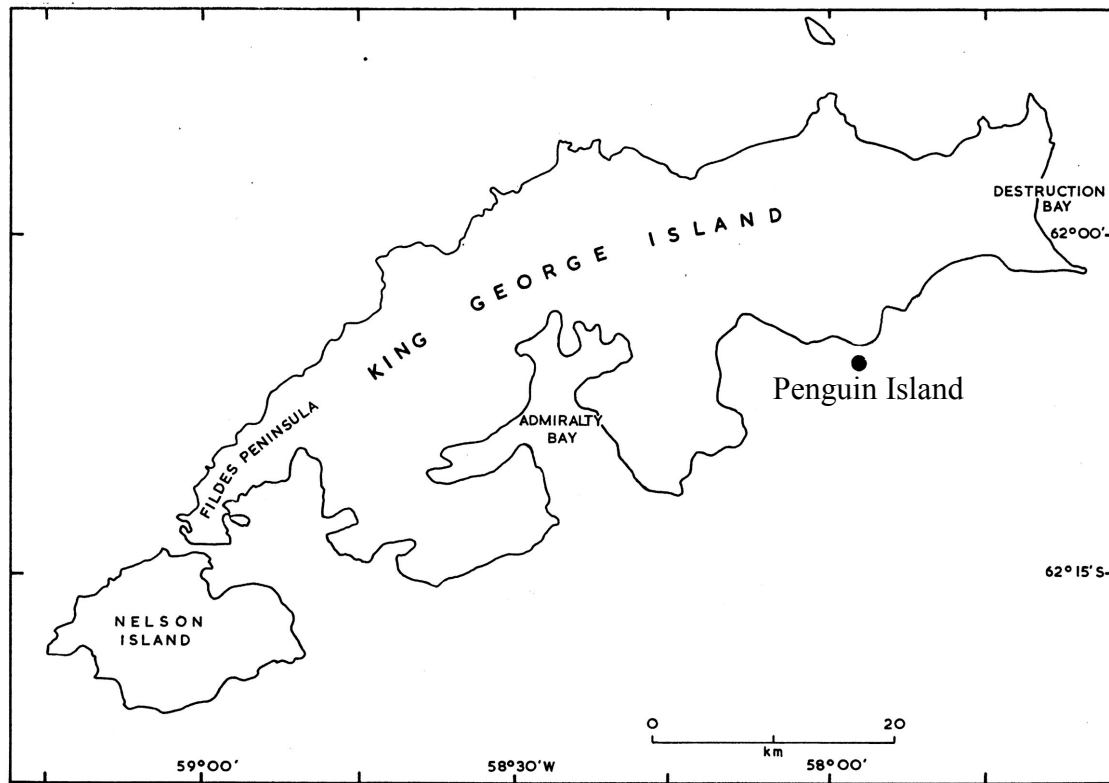 KING GEORGE ISLAND
DESTRUCTION
BAY
62°00'
Penguin Island
ADMIRALTY
BAY
FILDES PENINSULA
62°15'S
NELSON
ISLAND
0 20
km
59°00' 58°30'W 58°00'